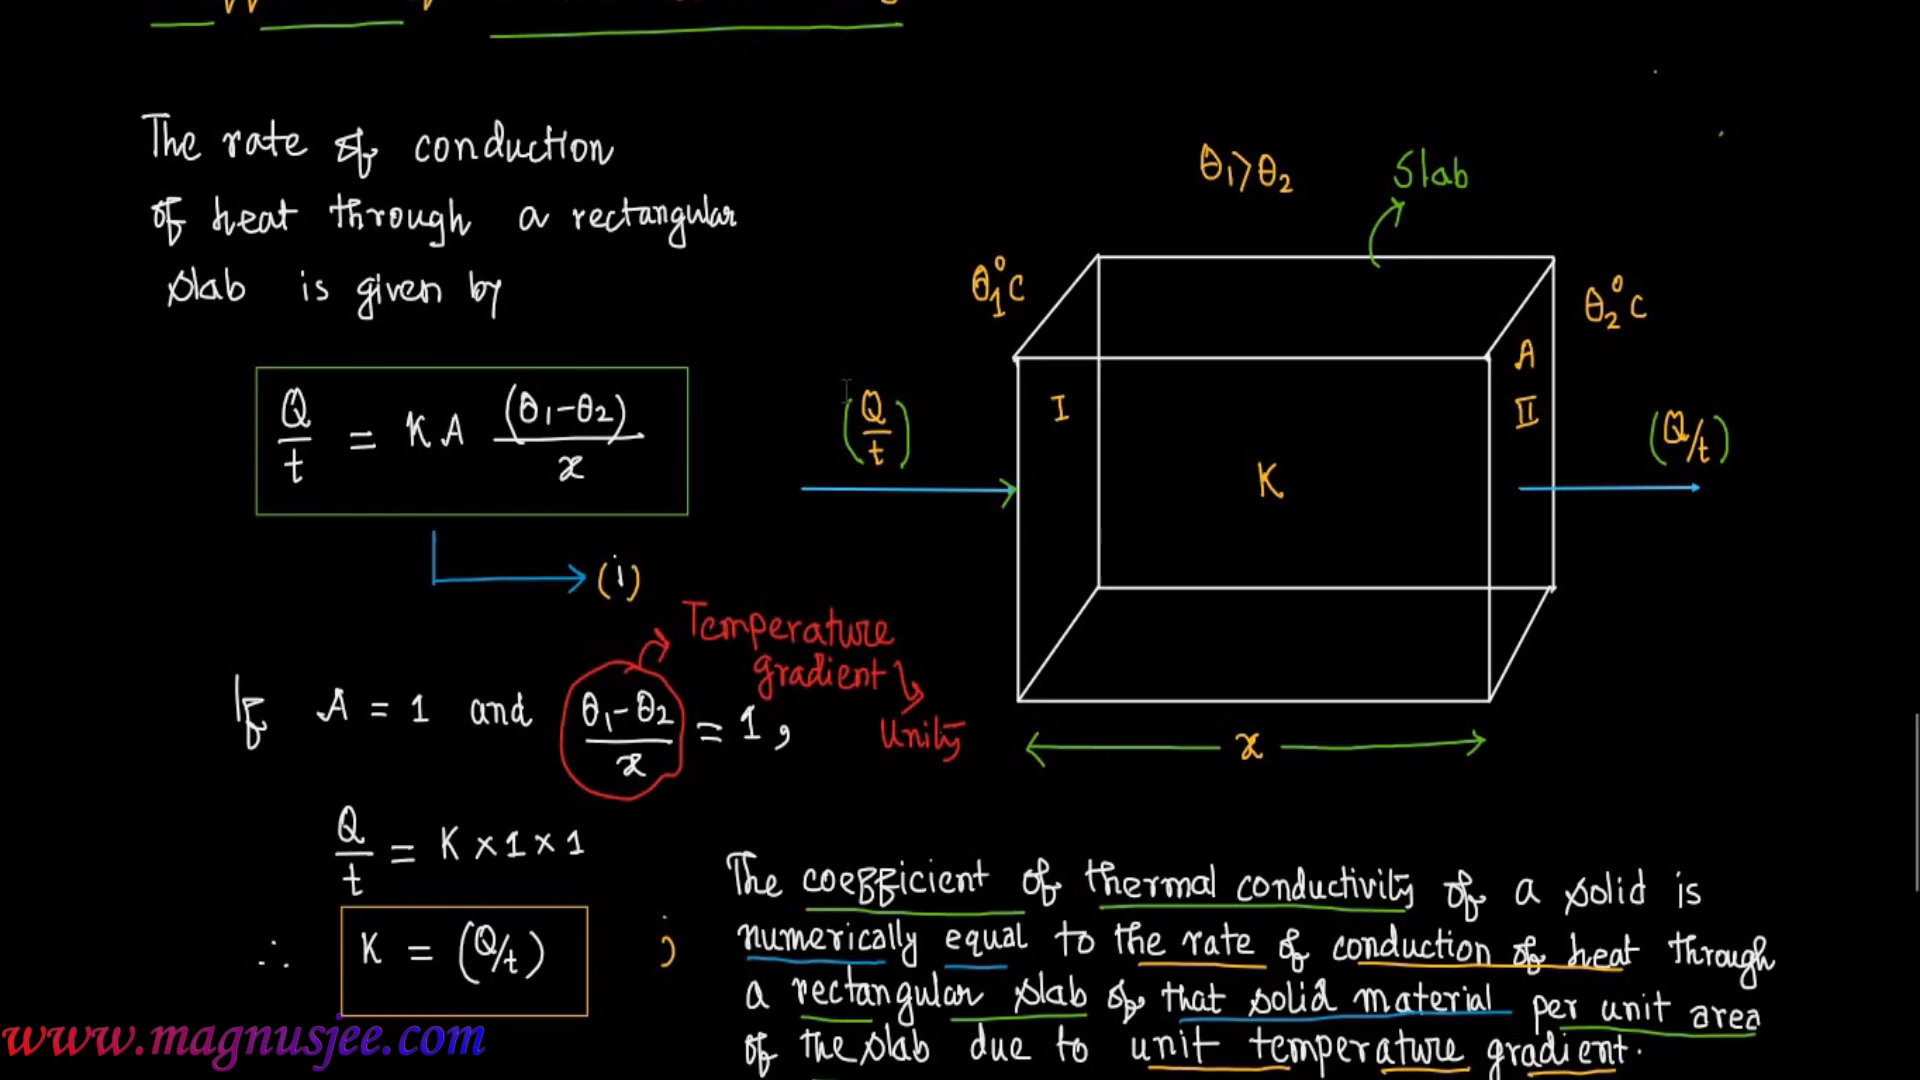 The rate of conduction
of heat through a rectangular
slab is given by
Q/t = KA (θ1-θ2)/x
(i)
Temperature
gradient
Unity
If A = 1 and θ1-θ2/x = 1,
Q/t = K × 1 × 1
∴ K = (Q/t) ;
θ1>θ2
Slab
θ1°C
θ2°C
A
I
II
(Q/t)
(Q/t)
K
x
The coefficient of thermal conductivity of a solid is
numerically equal to the rate of conduction of heat through
a rectangular slab of that solid material per unit area
of the slab due to unit temperature gradient.
www.magnusjee.com